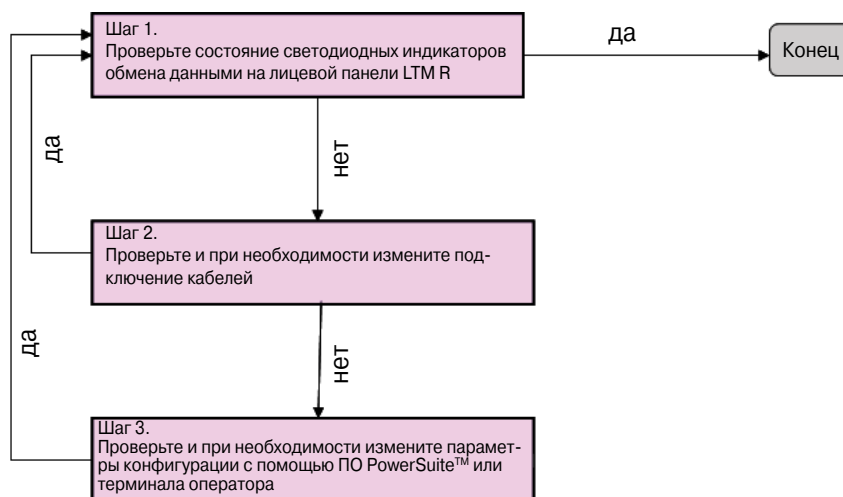 Шаг 1.
Проверьте состояние светодиодных индикаторов
обмена данными на лицевой панели LTM R
да
Конец
да
нет
Шаг 2.
Проверьте и при необходимости измените под-
ключение кабелей
да
нет
Шаг 3.
Проверьте и при необходимости измените парамет-
ры конфигурации с помощью ПО PowerSuite™ или
терминала оператора